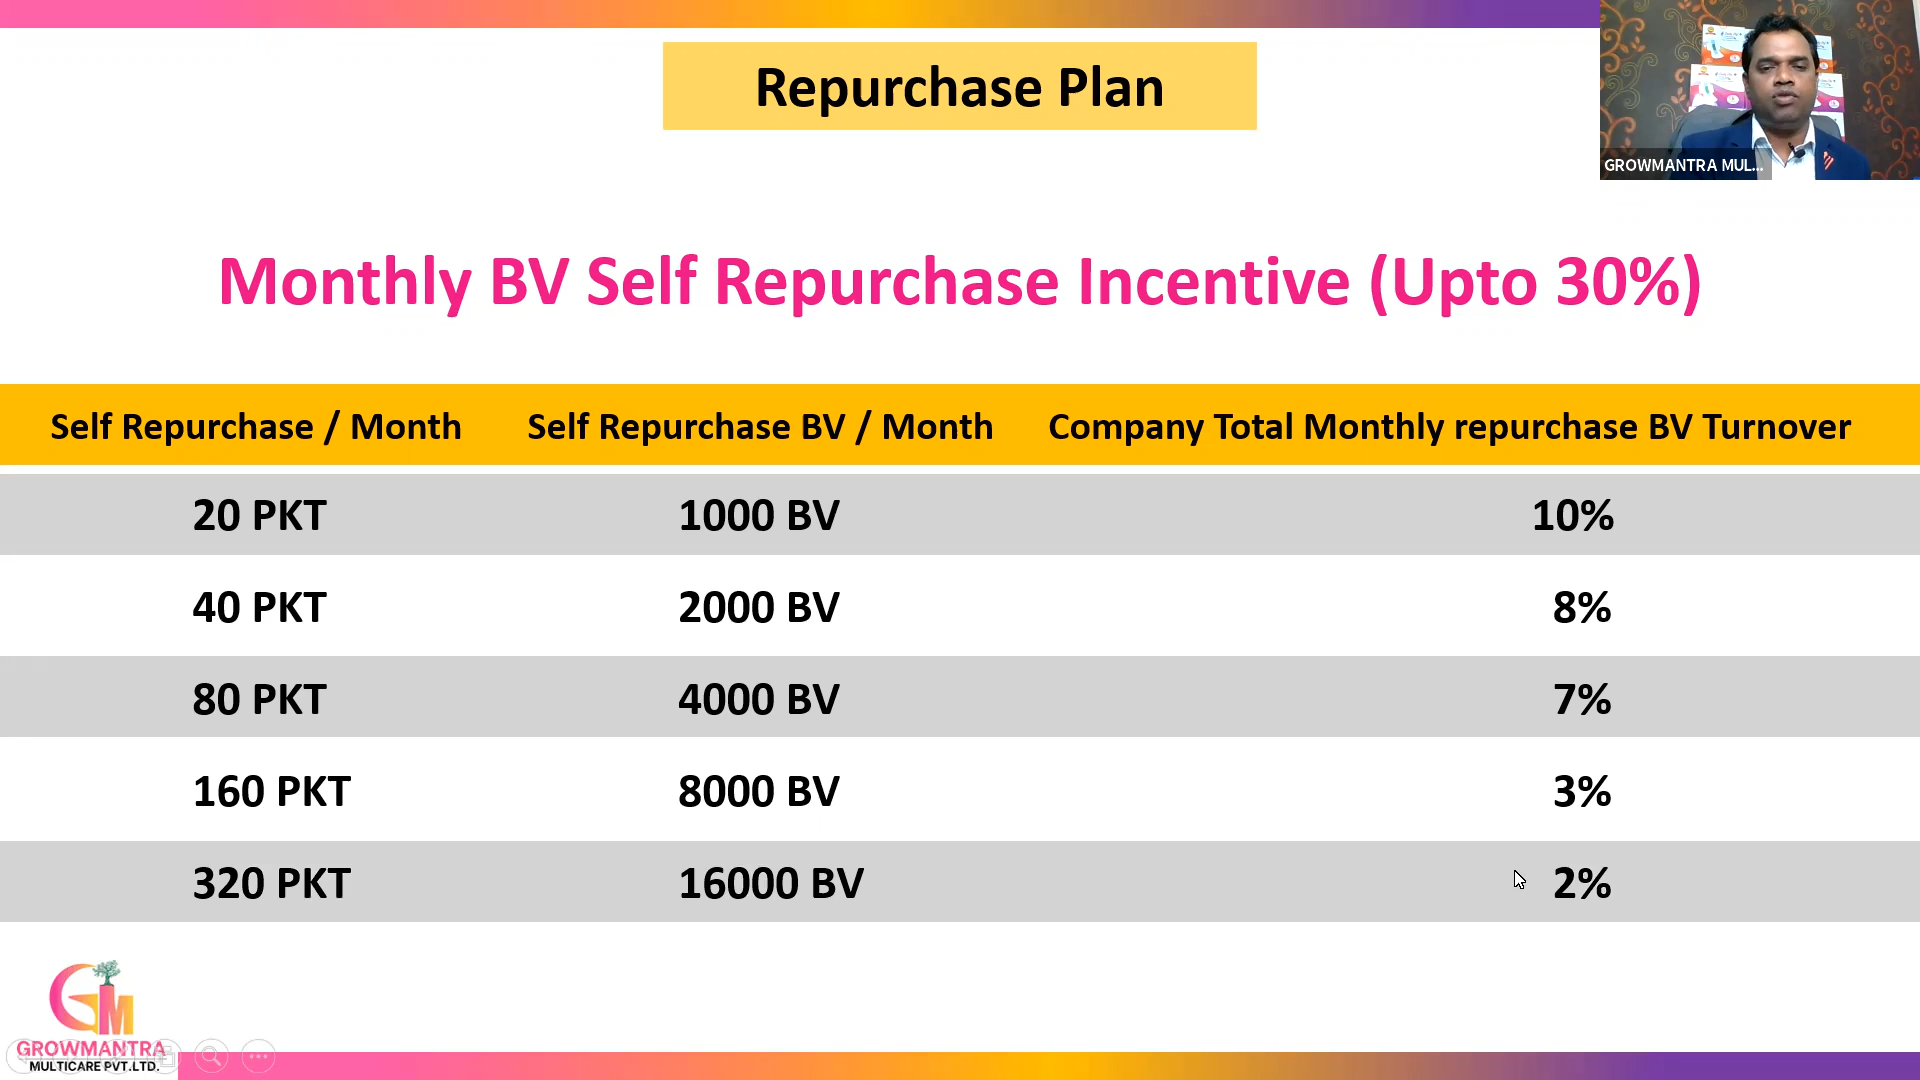 Repurchase Plan
GROWMANTRA MUL...
Monthly BV Self Repurchase Incentive (Upto 30%)
Self Repurchase / Month Self Repurchase BV / Month Company Total Monthly repurchase BV Turnover
20 PKT 1000 BV 10%
40 PKT 2000 BV 8%
80 PKT 4000 BV 7%
160 PKT 8000 BV 3%
320 PKT 16000 BV 2%
GM
GROWMANTRA
MULTICARE PVT.LTD.